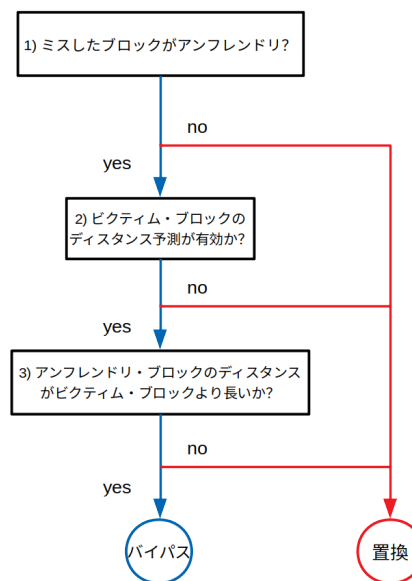 1) ミスしたブロックがアンフレンドリ?
no
yes
2) ビクティム・ブロックの
ディスタンス予測が有効か?
no
yes
3) アンフレンドリ・ブロックのディスタンス
がビクティム・ブロックより長いか?
no
yes
バイパス
置換